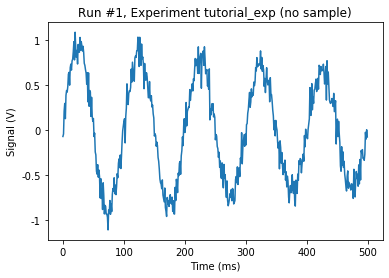 Run #1, Experiment tutorial_exp (no sample)
1
0.5
0
-0.5
-1
Signal (V)
0 100 200 300 400 500
Time (ms)